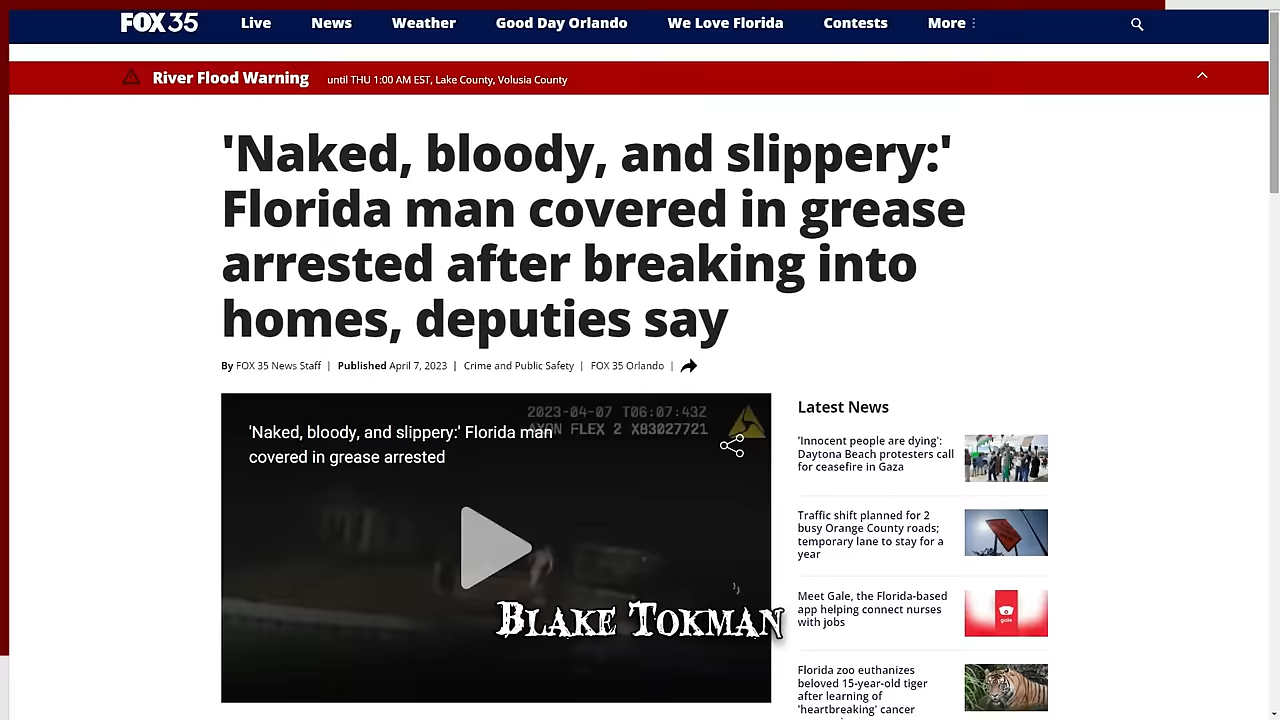 FOX 35 Live News Weather Good Day Orlando We Love Florida Contests More
River Flood Warning until THU 1:00 AM EST, Lake County, Volusia County
'Naked, bloody, and slippery:'
Florida man covered in grease
arrested after breaking into
homes, deputies say
By FOX 35 News Staff | Published April 7, 2023 | Crime and Public Safety | FOX 35 Orlando |
2023-04-07 T06:07:43Z
AXON FLEX 2 X83027721
'Naked, bloody, and slippery:' Florida man
covered in grease arrested
BLAKE TOKMAN
Latest News
'Innocent people are dying':
Daytona Beach protesters call
for ceasefire in Gaza
Traffic shift planned for 2
busy Orange County roads;
temporary lane to stay for a
year
Meet Gale, the Florida-based
app helping connect nurses
with jobs
gale
Florida zoo euthanizes
beloved 15-year-old tiger
after learning of
'heartbreaking' cancer